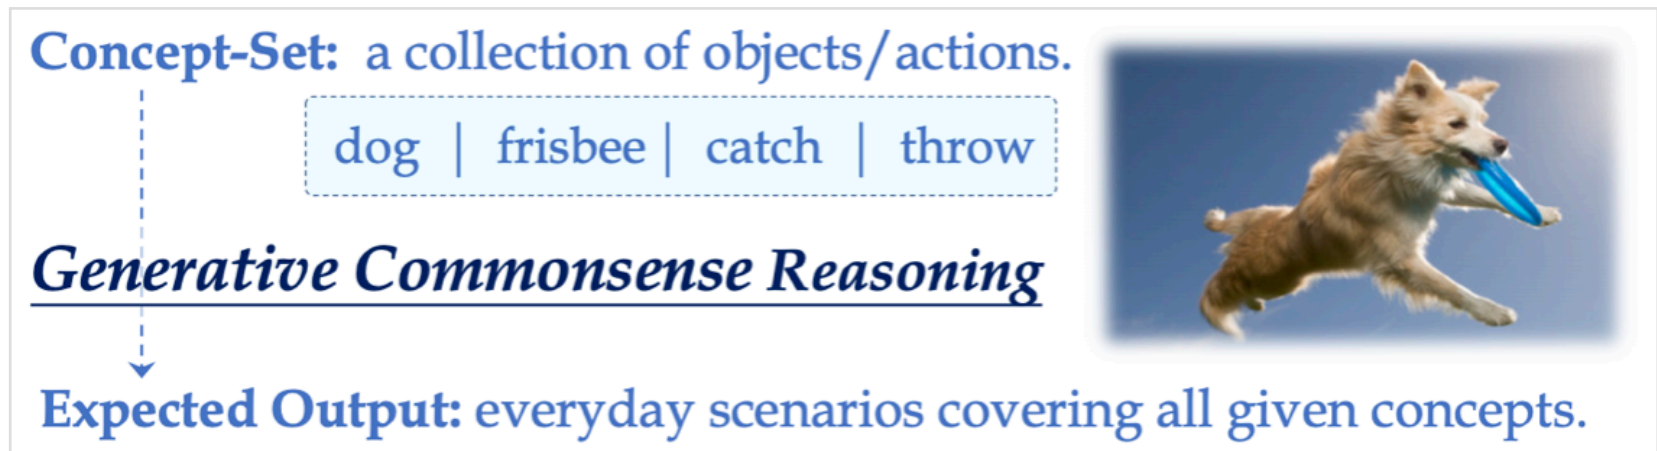 Concept-Set: a collection of objects/actions.
dog | frisbee | catch | throw
Generative Commonsense Reasoning
Expected Output: everyday scenarios covering all given concepts.